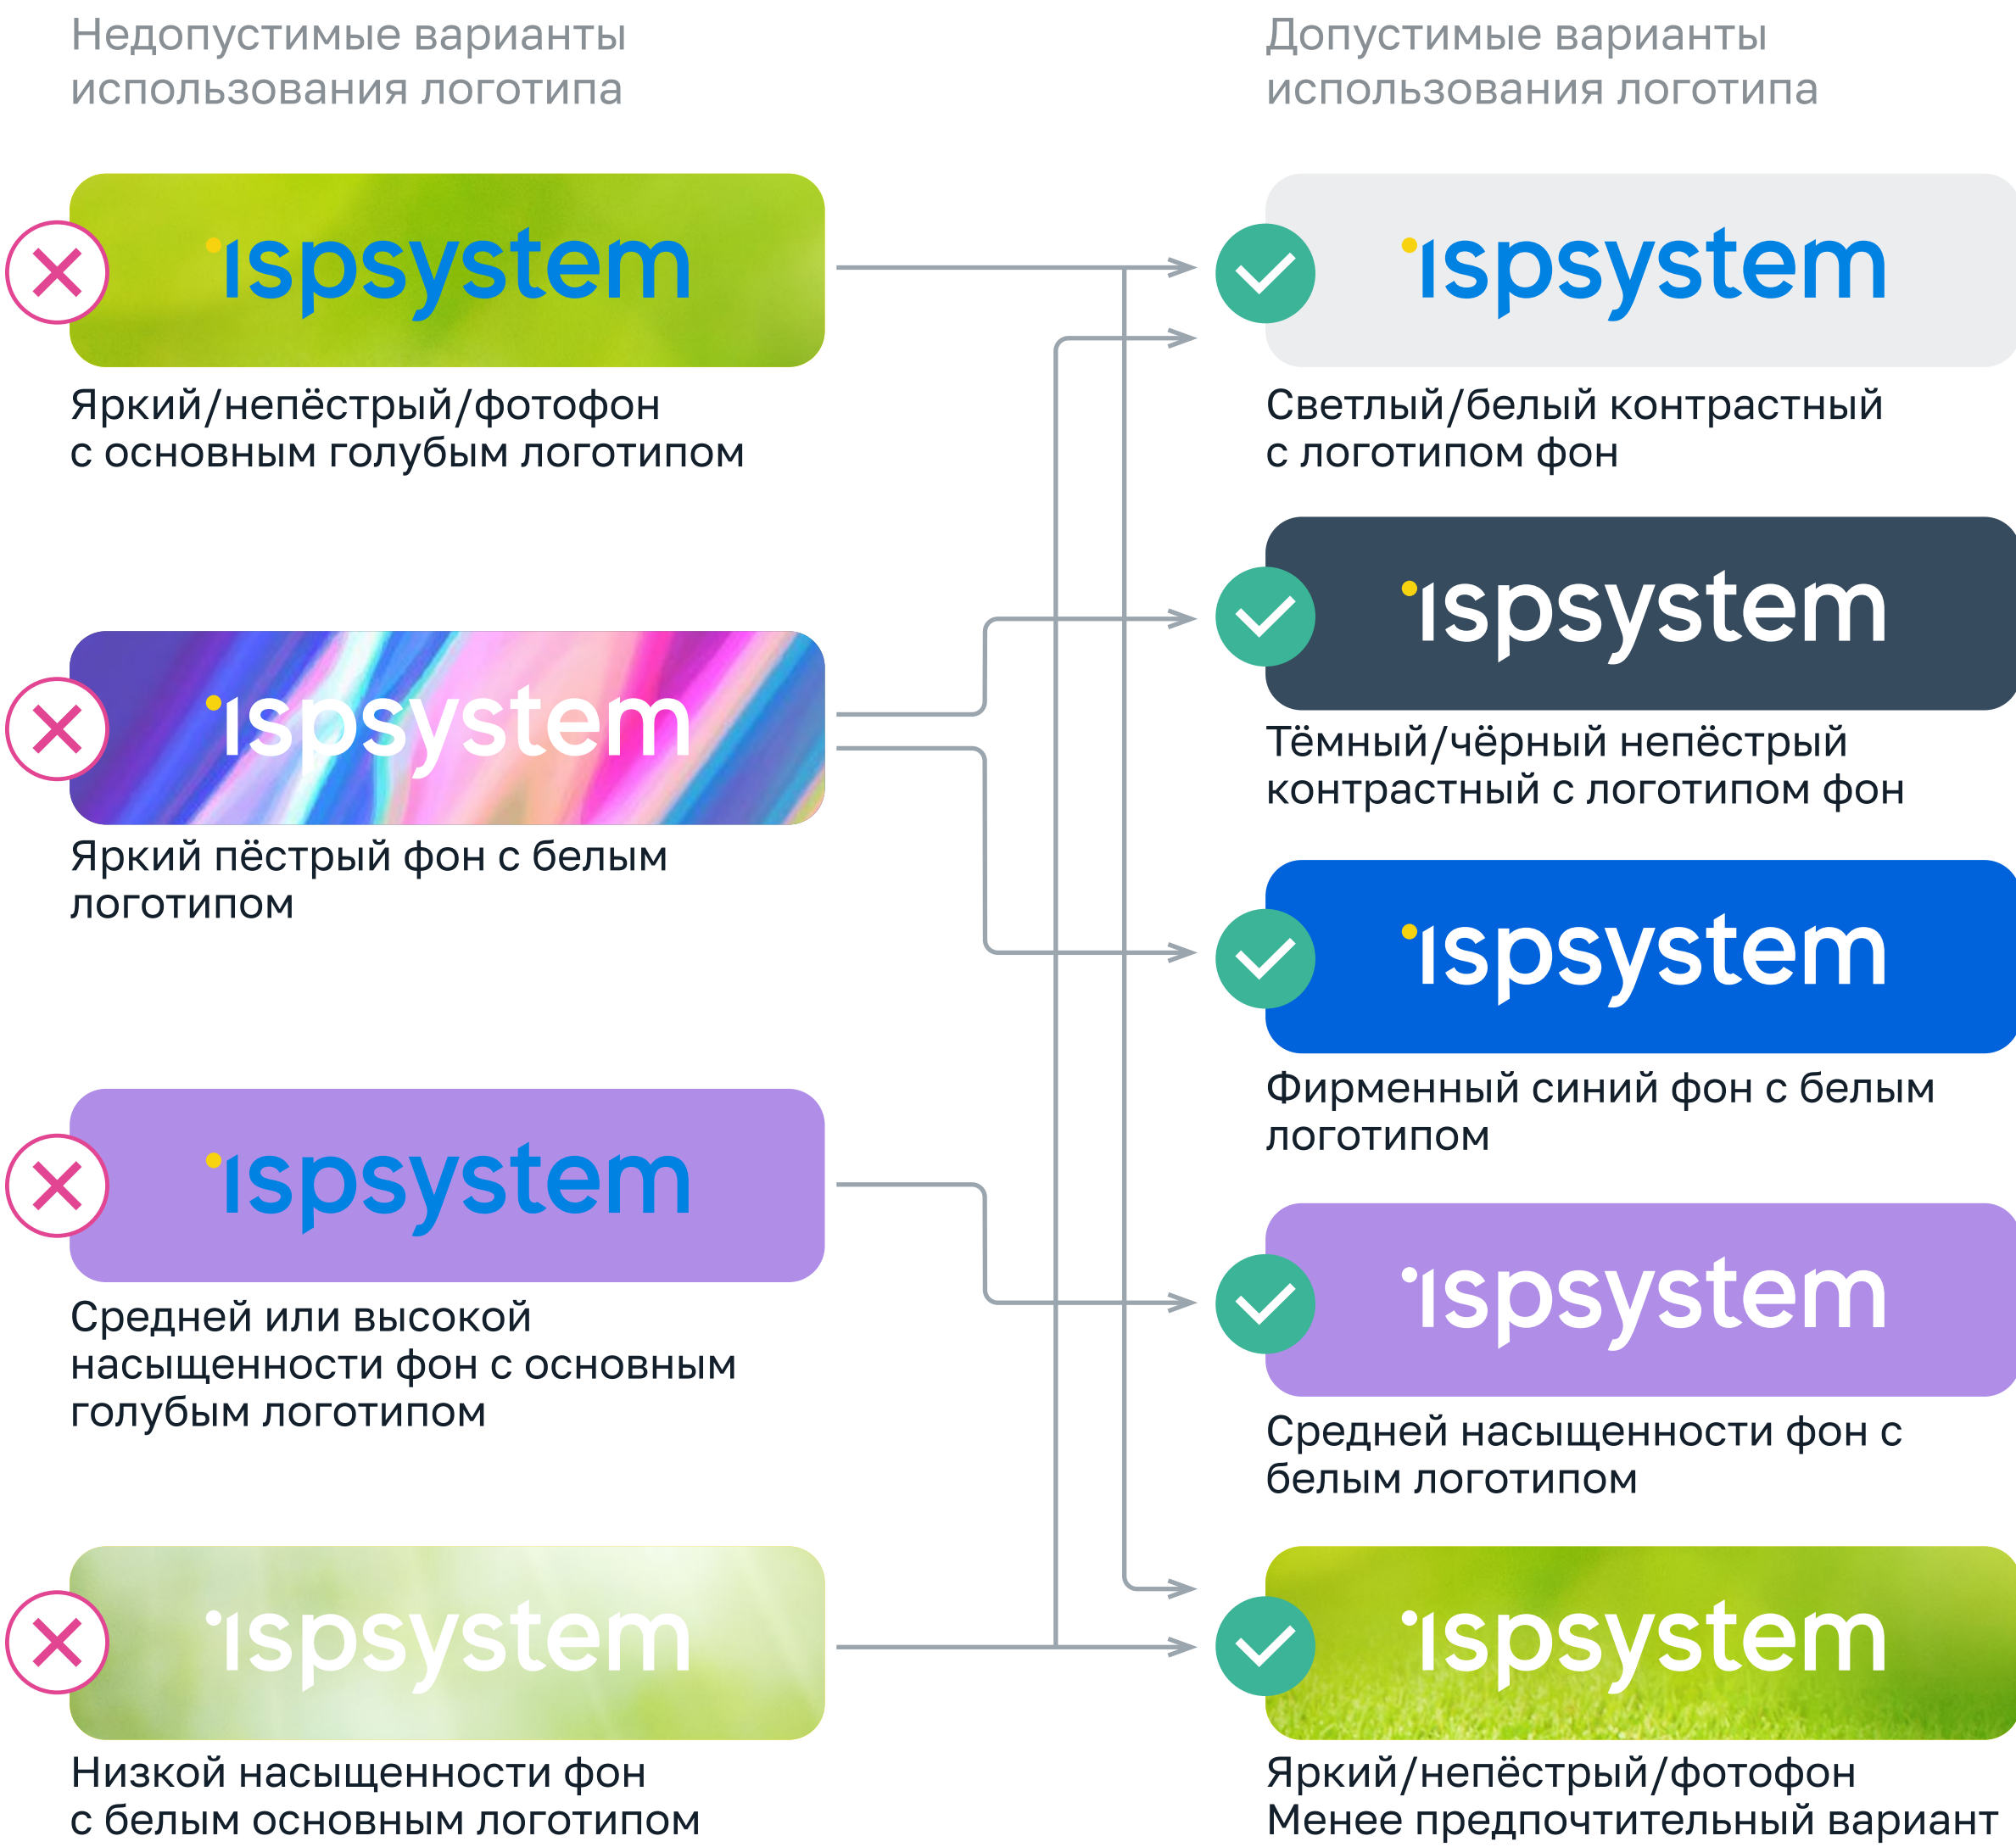 Недопустимые варианты
использования логтипа
ispsystem
Яркий/непёстрый/фотофон
с основным голубым логотипом
ispsystem
Яркий пёстрый фон с белым
логотипом
ispsystem
Средней или высокой
насыщенности фон с основным
голубым логотипом
ispsystem
Низкой насыщенности фон
с белым основным логотипом
Допустимые варианты
использования логтипа
ispsystem
Светлый/белый контрастный
с логотипом фон
ispsystem
Тёмный/чёрный непёстрый
контрастный с логотипом фон
ispsystem
Фирменный синий фон с белым
логотипом
ispsystem
Средней насыщенности фон с
белым логотипом
ispsystem
Яркий/непёстрый/фотофон
Менее предпочтительный вариант